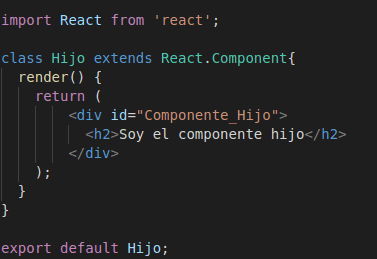 import React from 'react';
class Hijo extends React.Component{
render() {
return (
<div id="Componente_Hijo">
<h2>Soy el componente hijo</h2>
</div>
);
}
}
export default Hijo;